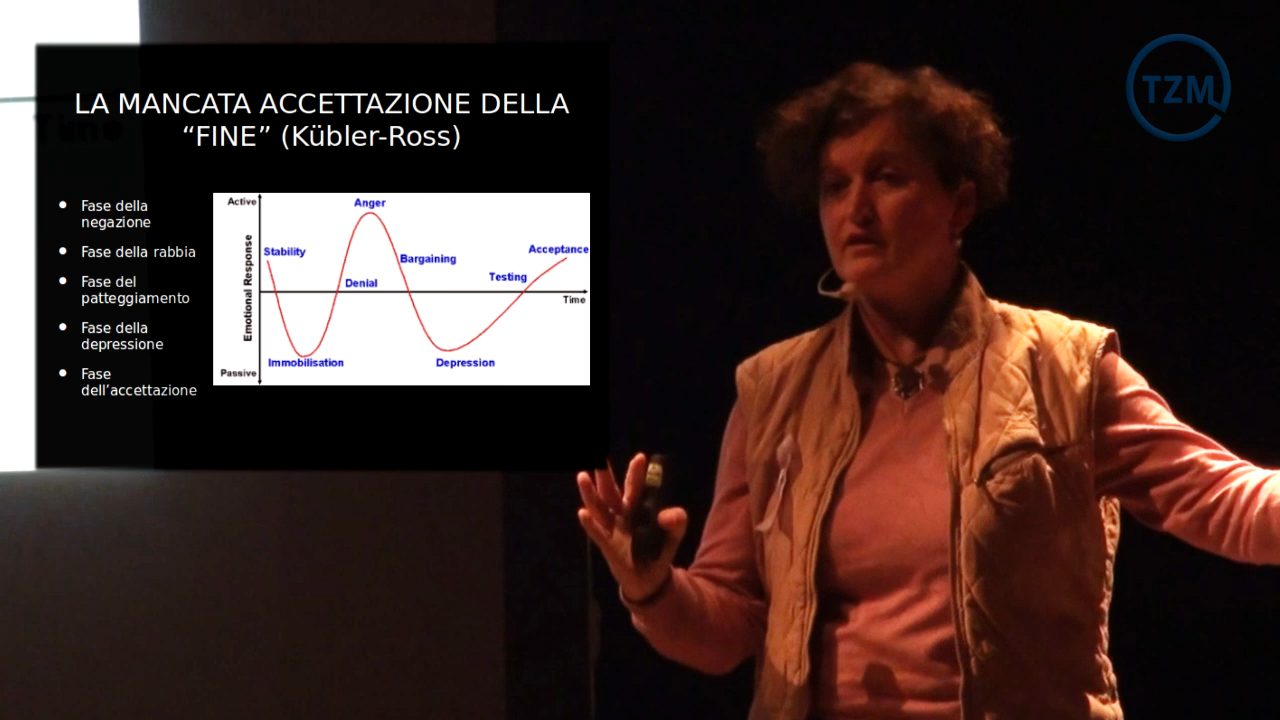 LA MANCATA ACCETTAZIONE DELLA
“FINE” (Kübler-Ross)
Fase della
negazione
Fase della rabbia
Fase del
patteggiamento
Fase della
depressione
Fase
dell’accettazione
Active
Anger
Stability
Bargaining
Acceptance
Emotional Response
Denial
Testing
Time
Immobilisation
Depression
Passive
TZM
Time